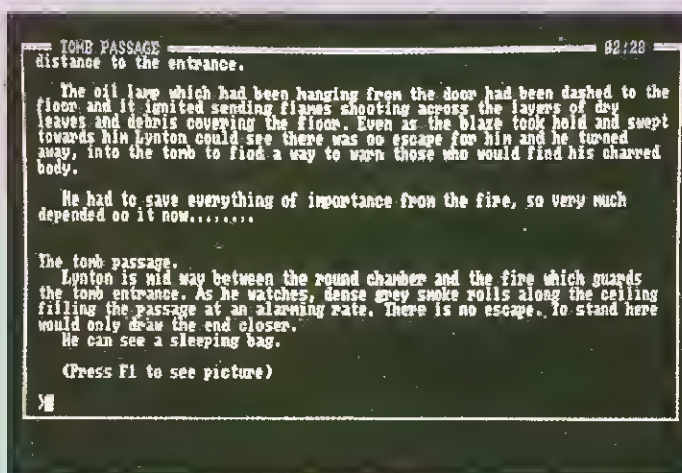 TOMB PASSAGE 02:20
distance to the entrance.
The oil lamp which had been hanging from the door had been dashed to the
floor and it ignited sending flames shooting across the layers of dry
leaves and debris covering the floor. Even as the blaze took hold and swept
towards him Lynton could see there was no escape for him and he turned
away, into the tomb to find a way to warn those who would find his charred
body.
He had to save everything of importance from the fire, so very much
depended on it now.........
The tomb passage.
Lynton is mid way between the round chamber and the fire which guards
the tomb entrance. As he watches, dense grey smoke rolls along the ceiling
filling the passage at an alarming rate. There is no escape. To stand here
would only draw the end closer.
He can see a sleeping bag.
(Press F1 to see picture)
>